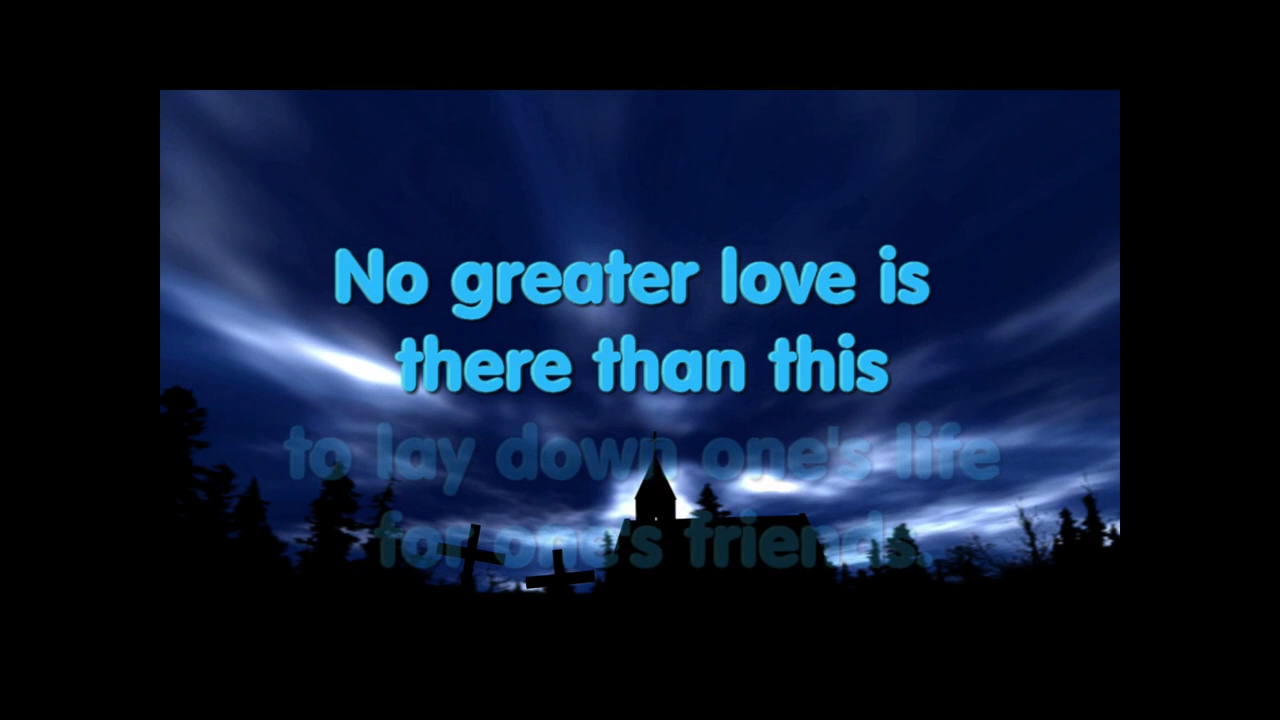 No greater love is
there than this
to lay down one's life
for one's friends.